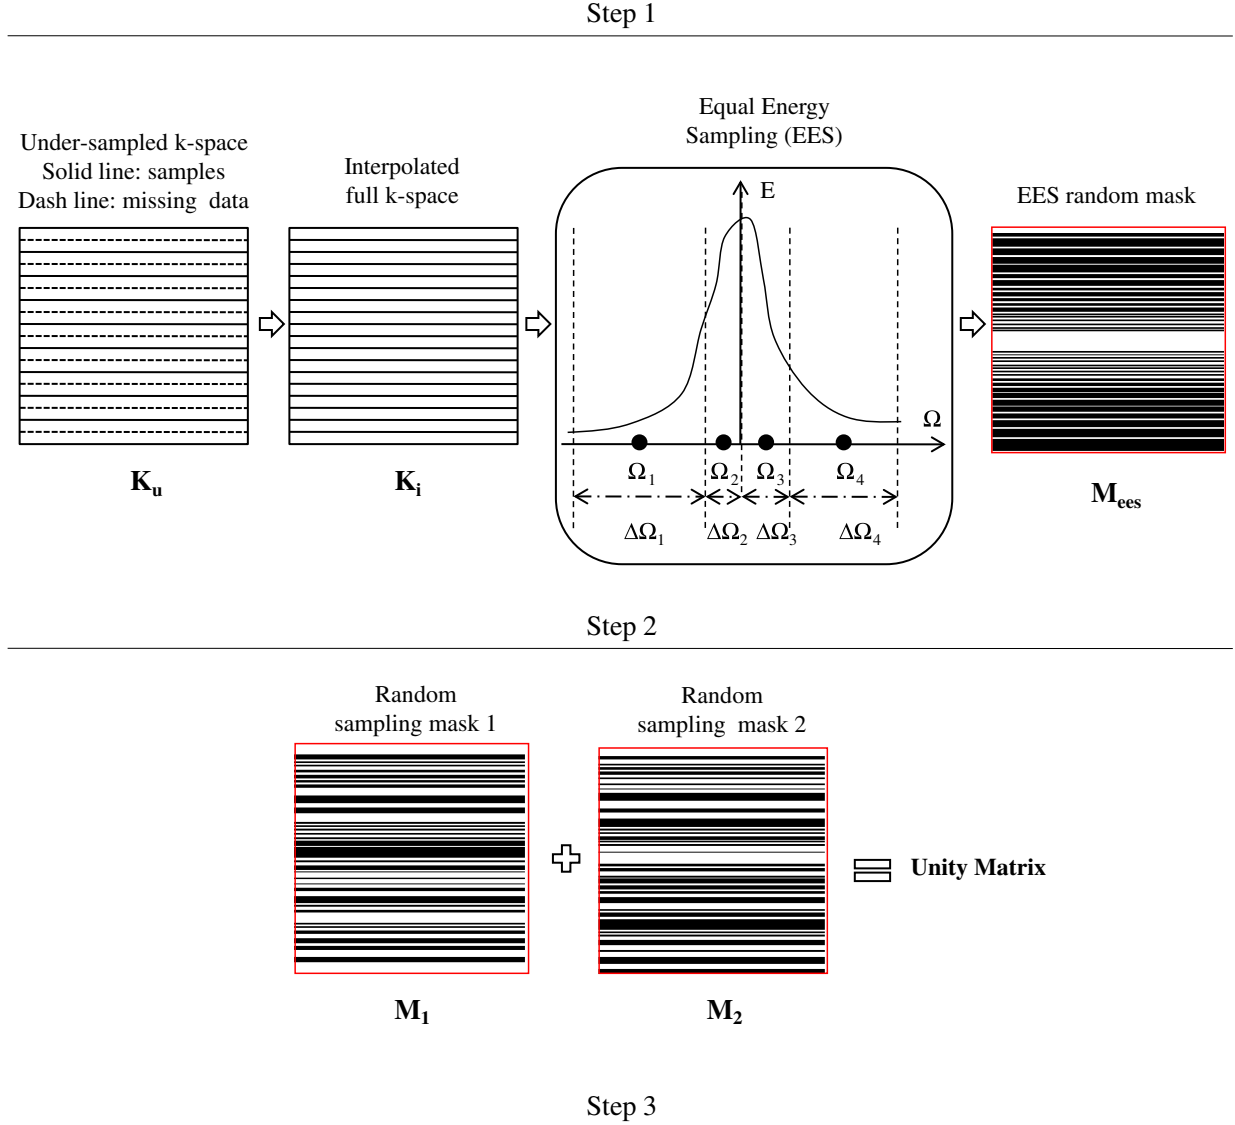 Step 1
Equal Energy
Sampling (EES)
Under-sampled k-space
Solid line: samples
Dash line: missing data
Interpolated
full k-space
EES random mask
E
Ω
Ω1 Ω2 Ω3 Ω4
ΔΩ1 ΔΩ2 ΔΩ3 ΔΩ4
Ku
Ki
Mees
Step 2
Random
sampling mask 1
Random
sampling mask 2
Unity Matrix
M1
M2
Step 3